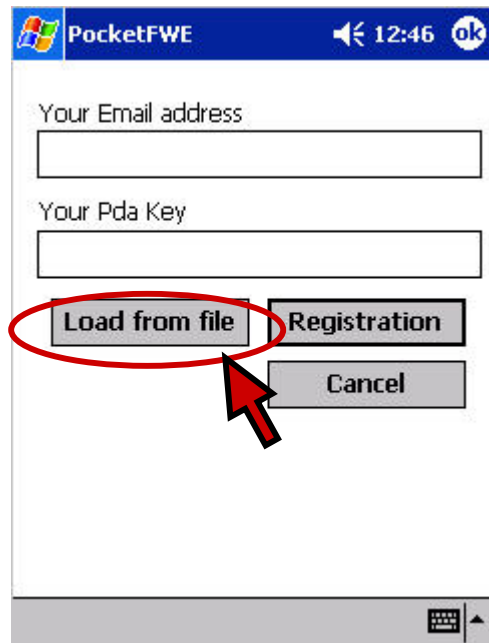 PocketFWE 12:46 ok
Your Email address
Your Pda Key
Load from file Registration
Cancel